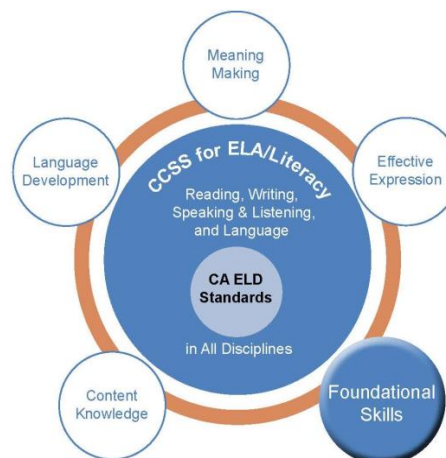 Meaning
Making
Language
Development
Effective
Expression
CCSS for ELA/Literacy
Reading, Writing,
Speaking & Listening,
and Language
CA ELD
Standards
in All Disciplines
Content
Knowledge
Foundational
Skills